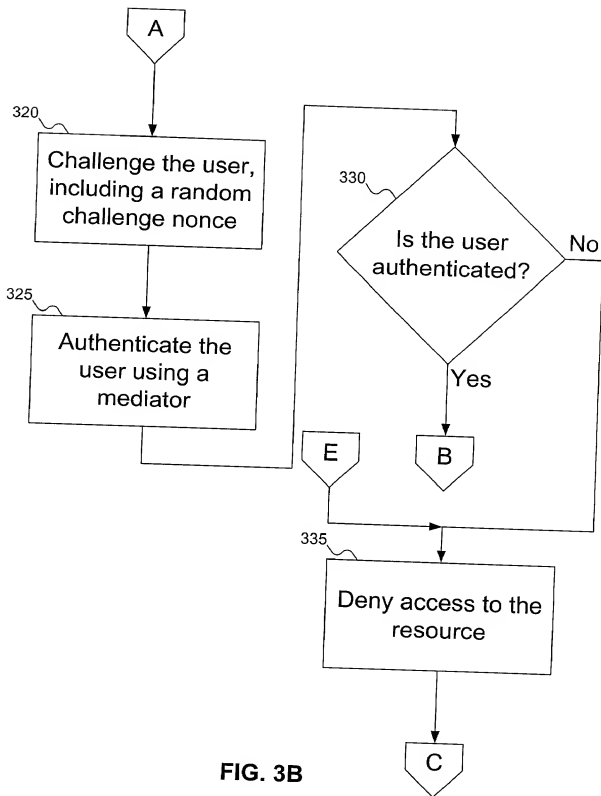 A
320
Challenge the user,
including a random
challenge nonce
325
Authenticate the
user using a
mediator
330
Is the user
authenticated?
No
Yes
E
B
335
Deny access to the
resource
C
FIG. 3B